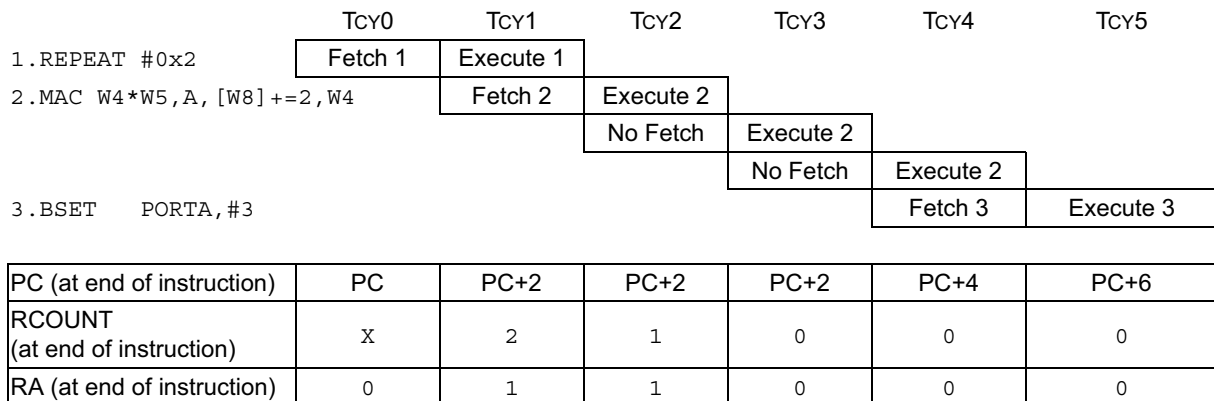 TCY0 TCY1 TCY2 TCY3 TCY4 TCY5
1.REPEAT #0x2 Fetch 1 Execute 1
2.MAC W4*W5,A,[W8]+=2,W4 Fetch 2 Execute 2
No Fetch Execute 2
No Fetch Execute 2
3.BSET PORTA,#3 Fetch 3 Execute 3
PC (at end of instruction) PC PC+2 PC+2 PC+2 PC+4 PC+6
RCOUNT
(at end of instruction) X 2 1 0 0 0
RA (at end of instruction) 0 1 1 0 0 0